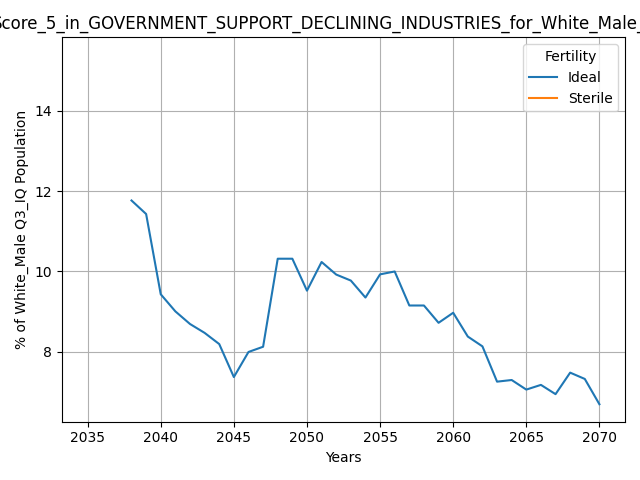 Score_5_in_GOVERNMENT_SUPPORT_DECLINING_INDUSTRIES_for_White_Male_
Fertility
Ideal
Sterile
% of White_Male Q3_IQ Population
14
12
10
8
2035 2040 2045 2050 2055 2060 2065 2070
Years